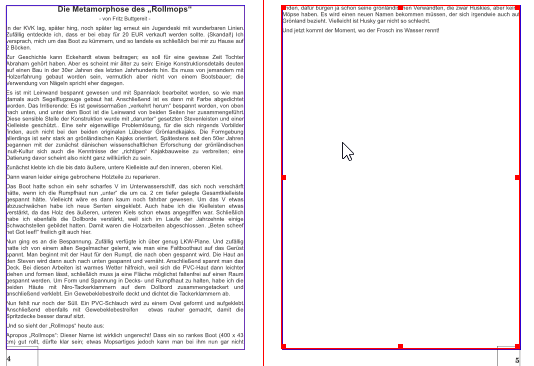 Die Metamorphose des „Rollmops"
- von Fritz Buttgereit -
In der KVK lag, später hing, noch später lag erneut ein Jugendeski mit wunderbaren Linien.
Zufällig entdeckte ich, dass er bei ebay für 20 EUR verkauft werden sollte. (Skandal!) Ich
versprach, mich um das Boot zu kümmern, und so landete es schließlich bei mir zu Hause auf
2 Böcken.
Zur Geschichte kann Eckehardt etwas beitragen; es soll für eine gewisse Zeit Tochter
Abraham gehört haben. Aber es scheint mir älter zu sein: Einige Konstruktionsdetails deuten
auf einen Bau in der 30er Jahren des letzten Jahrhunderts hin. Es muss von jemandem mit
Holzerfahrung gebaut worden sein, vermutlich aber nicht von einem Bootsbauer; die
Verwendung von Nägeln spricht eher dagegen.
Es ist mit Leinwand bespannt gewesen und mit Spannlack bearbeitet worden, so wie man
damals auch Segelflugzeuge gebaut hat. Anschließend ist es dann mit Farbe abgedichtet
worden. Das Irritierende: Es ist gewissermaßen „verkehrt herum" bespannt worden, von oben
nach unten, und unter dem Boot ist die Leinwand von beiden Seiten her zusammengeführt.
Diese sensible Stelle der Konstruktion wurde mit „darunter" gesetzten Stevenleisten und einer
Kielleiste geschützt. Eine sehr eigenwillige Problemlösung, für die sich nirgends Vorbilder
finden, auch nicht bei den beiden originalen Lübecker Grönlandkajaks. Die Formgebung
allerdings ist sehr stark an grönländischen Kajaks orientiert. Spätestens seit den 50er Jahren
begannen mit der zunächst dänischen wissenschaftlichen Erforschung der grönländischen
Inuit-Kultur sich auch die Kenntnisse der „richtigen" Kajakbauweise zu verbreiten; eine
Datierung davor scheint also nicht ganz willkürlich zu sein.
Zunächst klebte ich die bis dato äußere, untere Kielleiste auf den inneren, oberen Kiel.
Dann waren leider einige gebrochene Holzteile zu reparieren.
Das Boot hatte schon ein sehr scharfes V im Unterwasserschiff, das sich noch verschärft
hätte, wenn ich die Rumpfhaut nun „unter" die um ca. 2 cm tiefer gelegte Gesamtkielleiste
gespannt hätte. Vielleicht wäre es dann kaum noch fahrbar gewesen. Um das V etwas
abzuschwächen habe ich neue Senten eingeklebt. Auch habe ich die Kielleisten etwas
verstärkt, da das Holz des äußeren, unteren Kiels schon etwas angegriffen war. Schließlich
habe ich ebenfalls die Dollborde verstärkt, weil sich im Laufe der Jahrzehnte einige
Schwachstellen gebildet hatten. Damit waren die Holzarbeiten abgeschlossen. „Beten scheef
het Gott leef!" freilich gilt auch hier.
Nun ging es an die Bespannung. Zufällig verfügte ich über genug LKW-Plane. Und zufällig
hatte ich von einem alten Segelmacher gelernt, wie man eine Faltboothaut auf das Gerüst
spannt. Man beginnt mit der Haut für den Rumpf, die nach oben gespannt wird. Die Haut an
den Steven wird dann auch nach unten gespannt und vernäht. Anschließend spannt man das
Deck. Bei diesen Arbeiten ist warmes Wetter hilfreich, weil sich die PVC-Haut dann leichter
ziehen und formen lässt, schließlich muss ja eine Fläche möglichst faltenfrei auf einen Raum
gespannt werden. Um Form und Spannung in Decks- und Rumpfhaut zu halten, habe ich die
beiden Häute mit Niro-Tackerklammern auf dem Dollbord zusammengetackert und
anschließend verklebt. Ein Gewebeklebestreife deckt und dichtet die Tackerklammern ab.
Nun fehlt nur noch der Süll. Ein PVC-Schlauch wird zu einem Oval geformt und aufgeklebt.
Anschließend ebenfalls mit Gewebeklebestreifen etwas rauher gemacht, damit die
Spritzdecke besser darauf sitzt.
Und so sieht der „Rollmops" heute aus:
Apropos „Rollmops": Dieser Name ist wirklich ungerecht! Dass ein so rankes Boot (400 x 43
cm) gut rollt, dürfte klar sein; etwas Mopsartiges jedoch kann man bei ihm nun gar nicht
4
finden, dafür bürgen ja schon seine grönländischen Verwandten, die zwar Huskies, aber kein
Möpse haben. Es wird einen neuen Namen bekommen müssen, der sich irgendwie auch auf
Grönland bezieht. Vielleicht ist Husky gar nicht so schlecht.
Und jetzt kommt der Moment, wo der Frosch ins Wasser rennt!
5